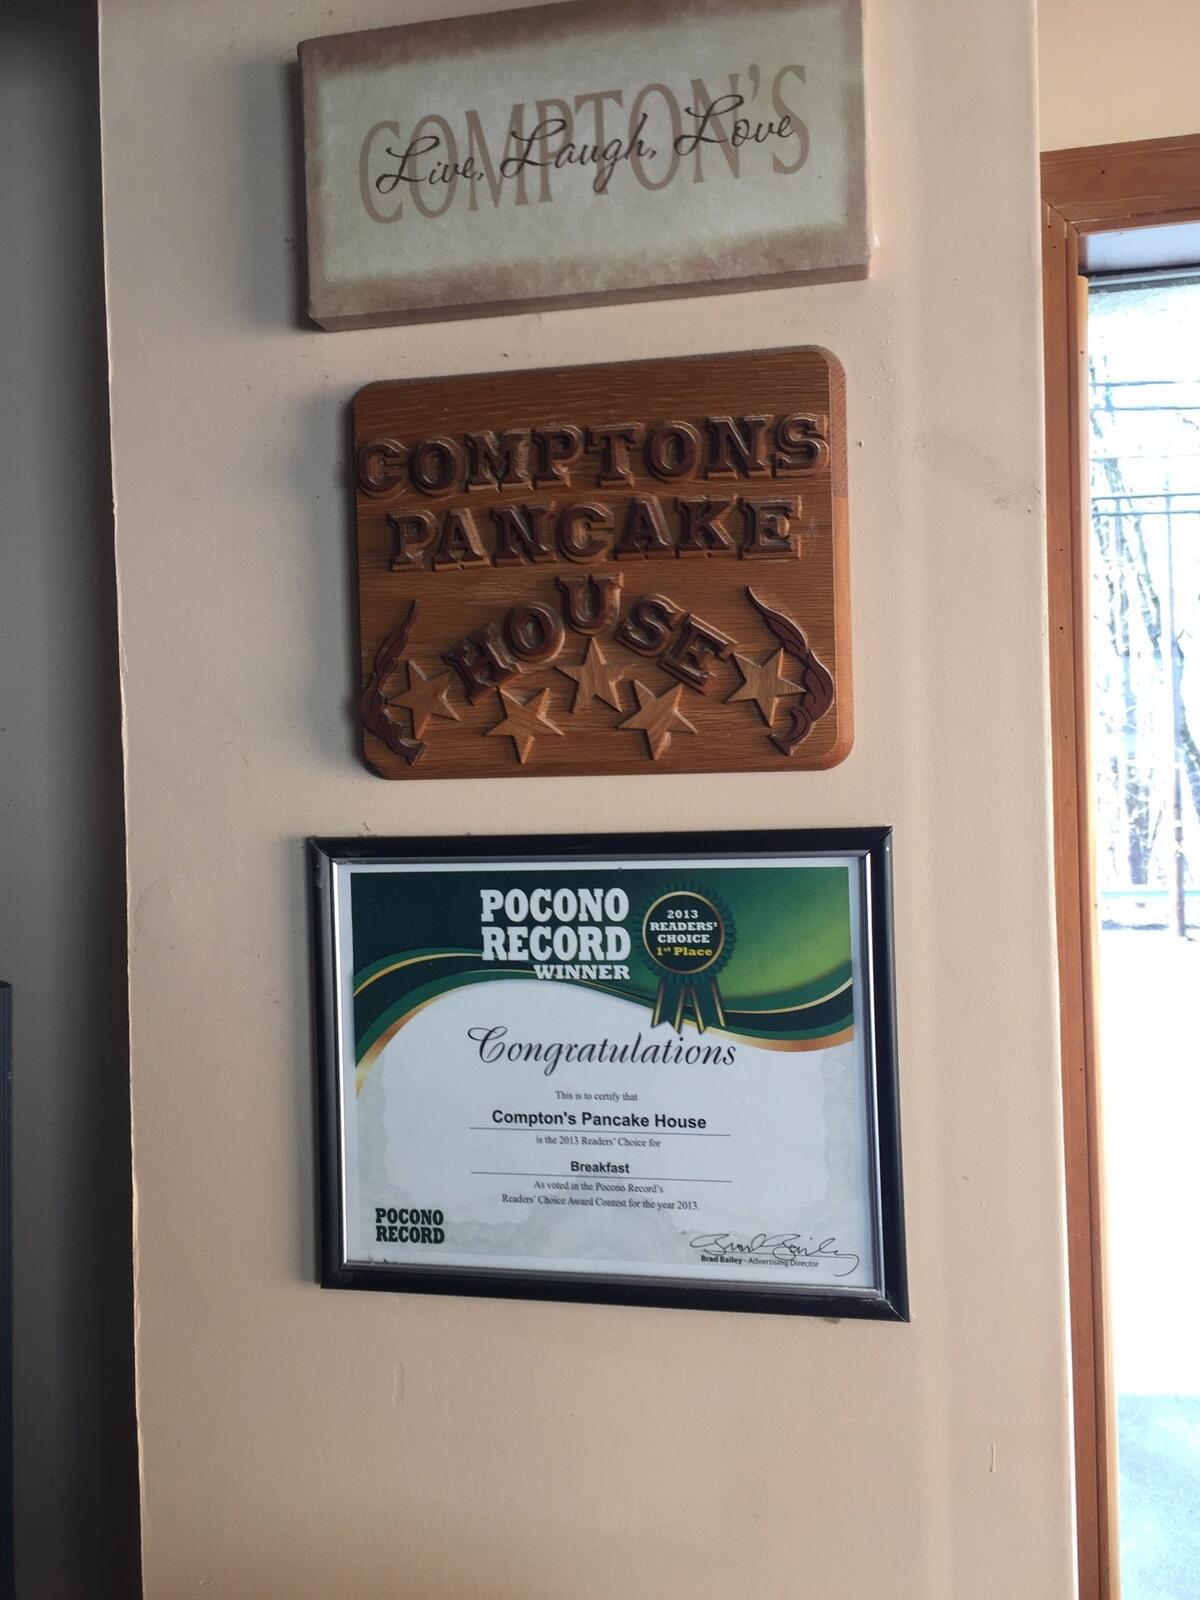 COMPTON'S
Live, Laugh, Love
COMPTONS
PANCAKE
HOUSE
POCONO
RECORD
WINNER
2013
READERS'
CHOICE
1st Place
Congratulations
This is to certify that
Compton's Pancake House
is the 2013 Readers' Choice for
Breakfast
As voted in the Pocono Record's
Readers' Choice Award Contest for the year 2013.
POCONO
RECORD
Brad Bailey
Brad Bailey - Advertising Director